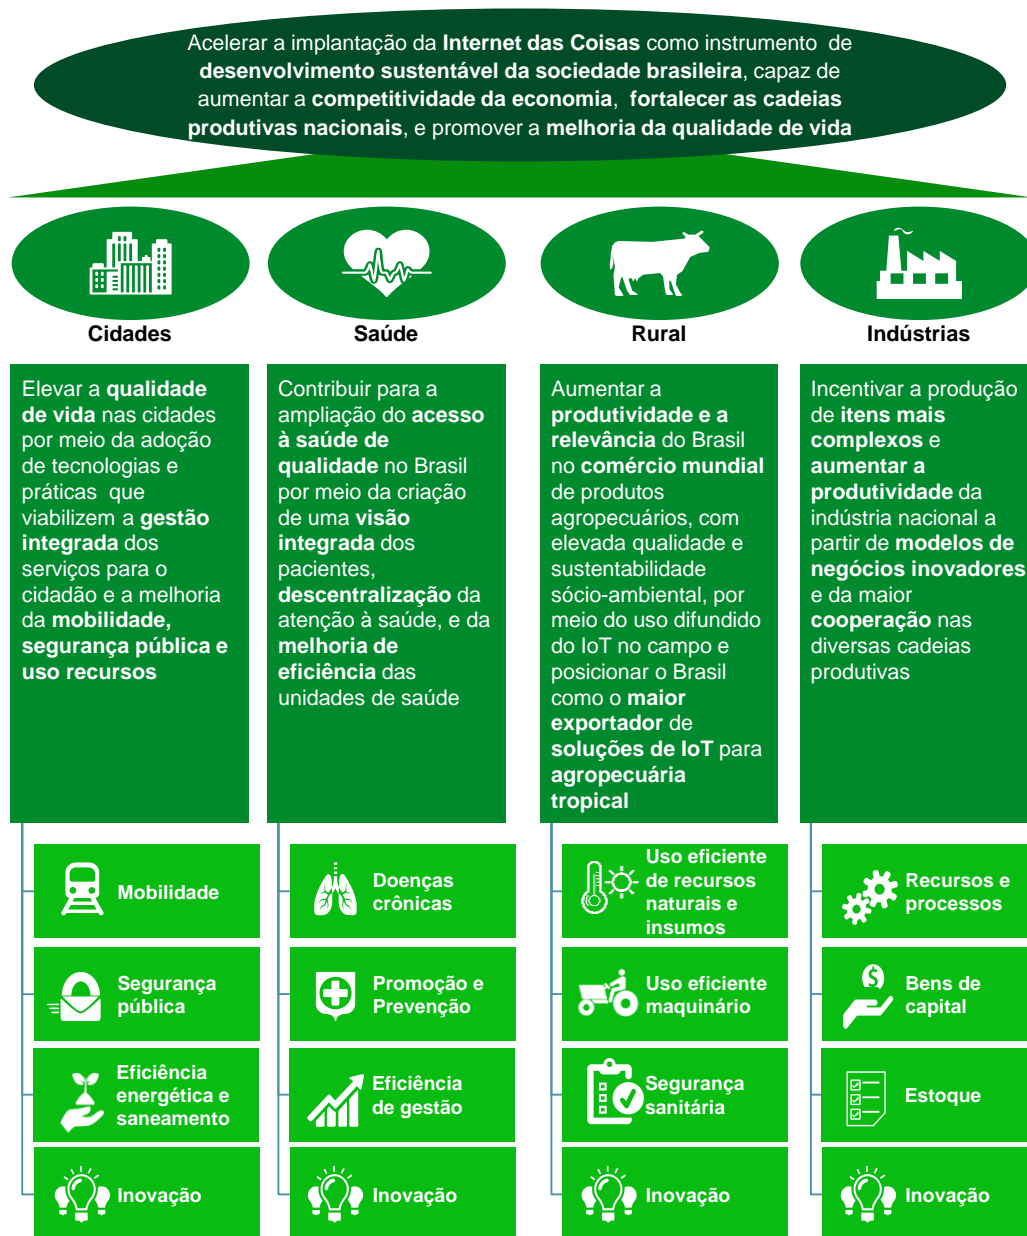 Acelerar a implantação da Internet das Coisas como instrumento de
desenvolvimento sustentável da sociedade brasileira, capaz de
aumentar a competitividade da economia, fortalecer as cadeias
produtivas nacionais, e promover a melhoria da qualidade de vida
Cidades
Elevar a qualidade
de vida nas cidades
por meio da adoção
de tecnologias e
práticas que
viabilizem a gestão
integrada dos
serviços para o
cidadão e a melhoria
da mobilidade,
segurança pública e
uso recursos
Mobilidade
Segurança
pública
Eficiência
energética e
saneamento
Inovação
Saúde
Contribuir para a
ampliação do acesso
à saúde de
qualidade no Brasil
por meio da criação
de uma visão
integrada dos
pacientes,
descentralização da
atenção à saúde, e da
melhoria de
eficiência das
unidades de saúde
Doenças
crônicas
Promoção e
Prevenção
Eficiência
de gestão
Inovação
Rural
Aumentar a
produtividade e a
relevância do Brasil
no comércio mundial
de produtos
agropecuários, com
elevada qualidade e
sustentabilidade
sócio-ambiental, por
meio do uso difundido
do IoT no campo e
posicionar o Brasil
como o maior
exportador de
soluções de IoT para
agropecuária
tropical
Uso eficiente
de recursos
naturais e
insumos
Uso eficiente
maquinário
Segurança
sanitária
Inovação
Indústrias
Incentivar a produção
de itens mais
complexos e
aumentar a
produtividade da
indústria nacional a
partir de modelos de
negócios inovadores
e da maior
cooperação nas
diversas cadeias
produtivas
Recursos e
processos
$
Bens de
capital
Estoque
Inovação